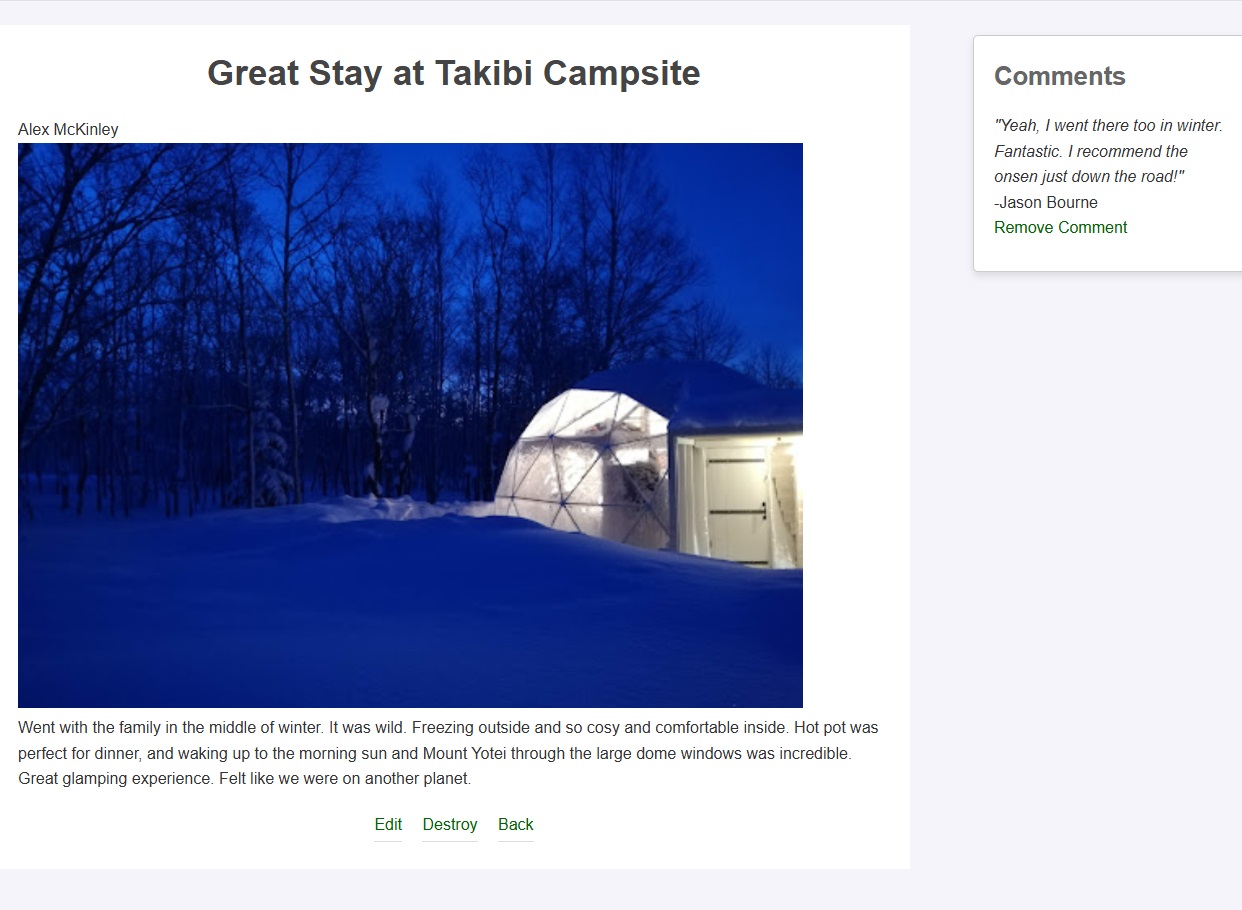 Great Stay at Takibi Campsite
Alex McKinley
Went with the family in the middle of winter. It was wild. Freezing outside and so cosy and comfortable inside. Hot pot was
perfect for dinner, and waking up to the morning sun and Mount Yotei through the large dome windows was incredible.
Great glamping experience. Felt like we were on another planet.
Edit Destroy Back
Comments
"Yeah, I went there too in winter.
Fantastic. I recommend the
onsen just down the road!"
-Jason Bourne
Remove Comment